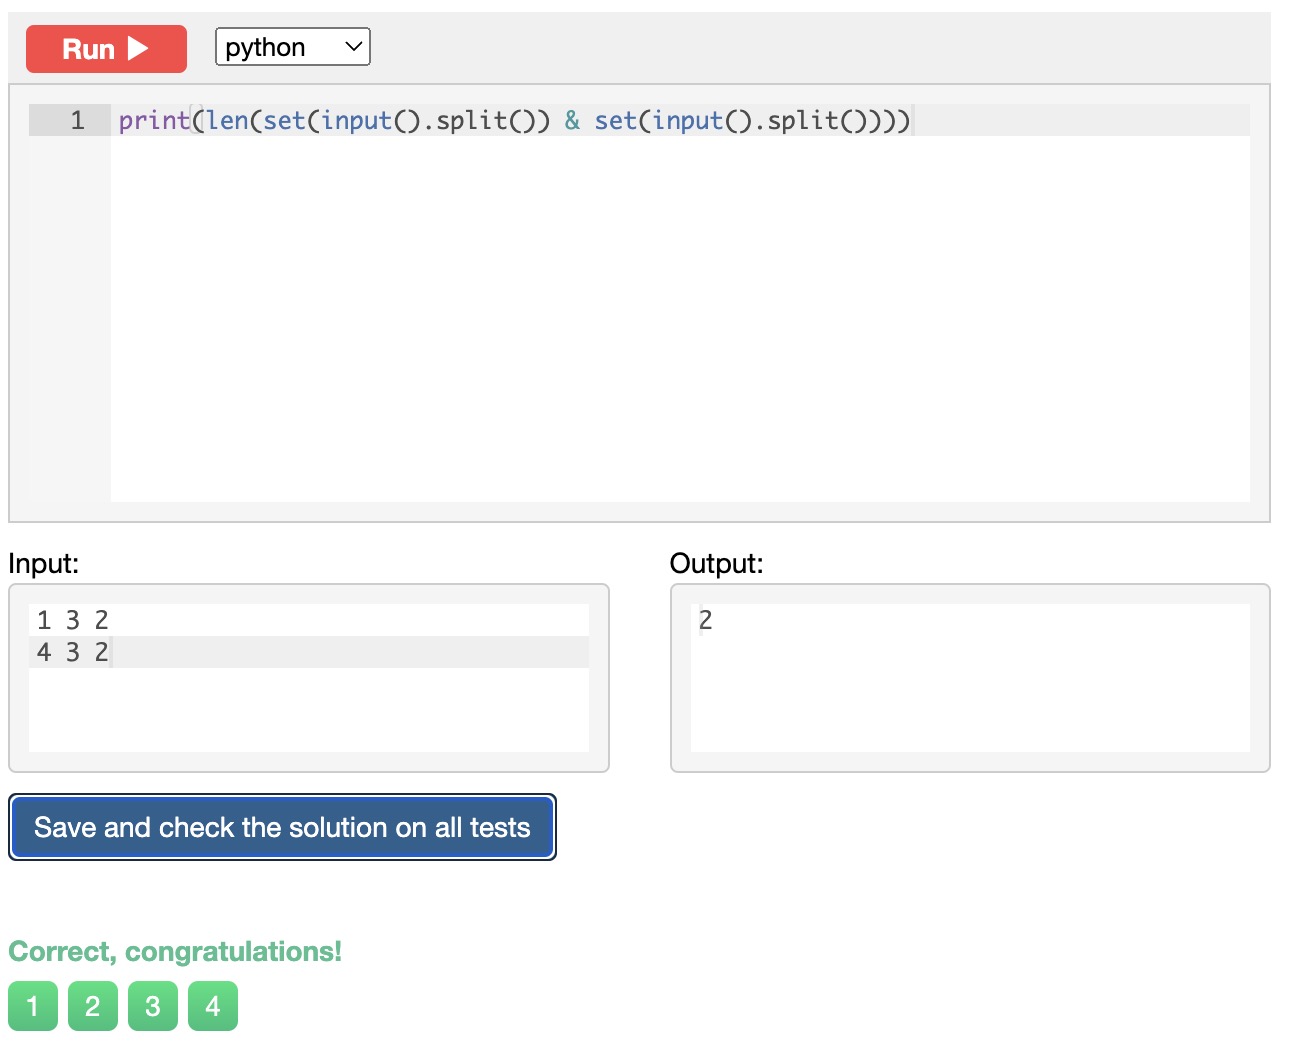 Run
python
1 print(len(set(input().split()) & set(input().split())))
Input:
1 3 2
4 3 2
Output:
2
Save and check the solution on all tests
Correct, congratulations!
1 2 3 4